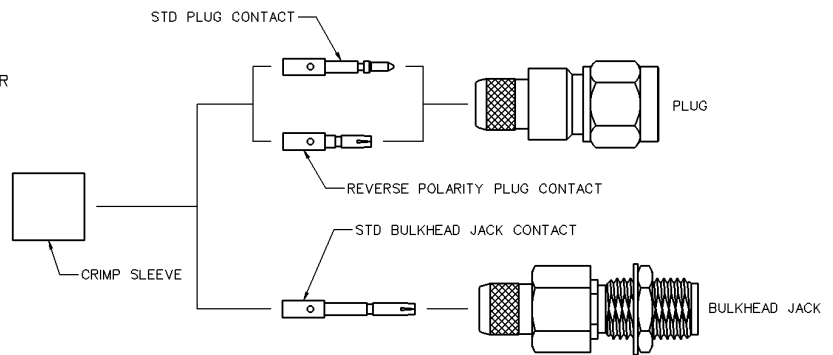 STD PLUG CONTACT
R
PLUG
REVERSE POLARITY PLUG CONTACT
STD BULKHEAD JACK CONTACT
CRIMP SLEEVE
BULKHEAD JACK